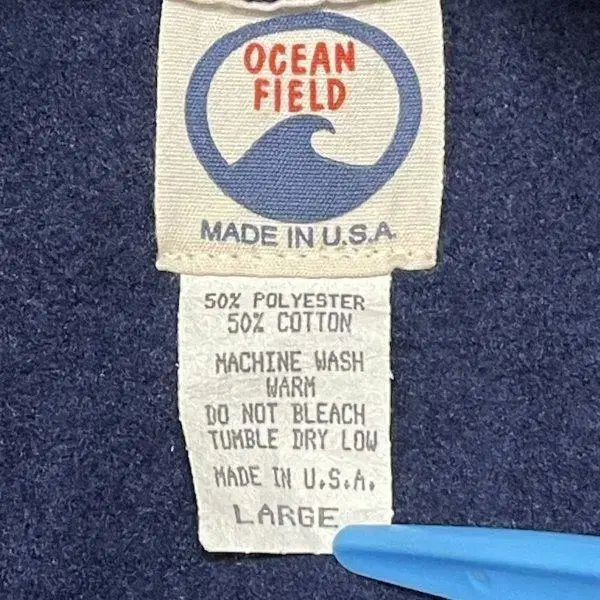 OCEAN
FIELD
MADE IN U.S.A.
50% POLYESTER
50% COTTON
MACHINE WASH
WARM
DO NOT BLEACH
TUMBLE DRY LOW
MADE IN U.S.A.
LARGE